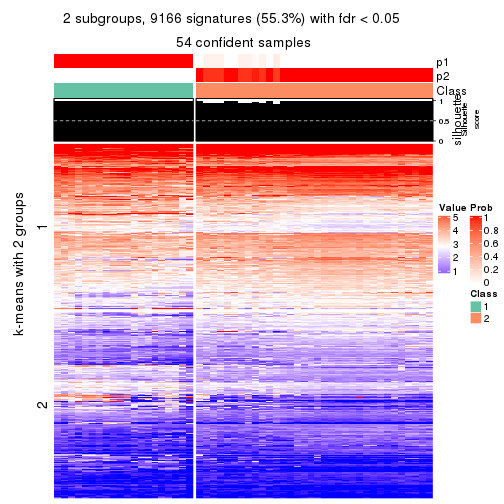 2 subgroups, 9166 signatures (55.3%) with fdr < 0.05
54 confident samples
p1
p2
Class
1
0.5
0
silhouette
Silhouette
score
k-means with 2 groups
1
2
Value
5
4
3
2
1
Prob
1
0.8
0.6
0.4
0.2
0
Class
1
2